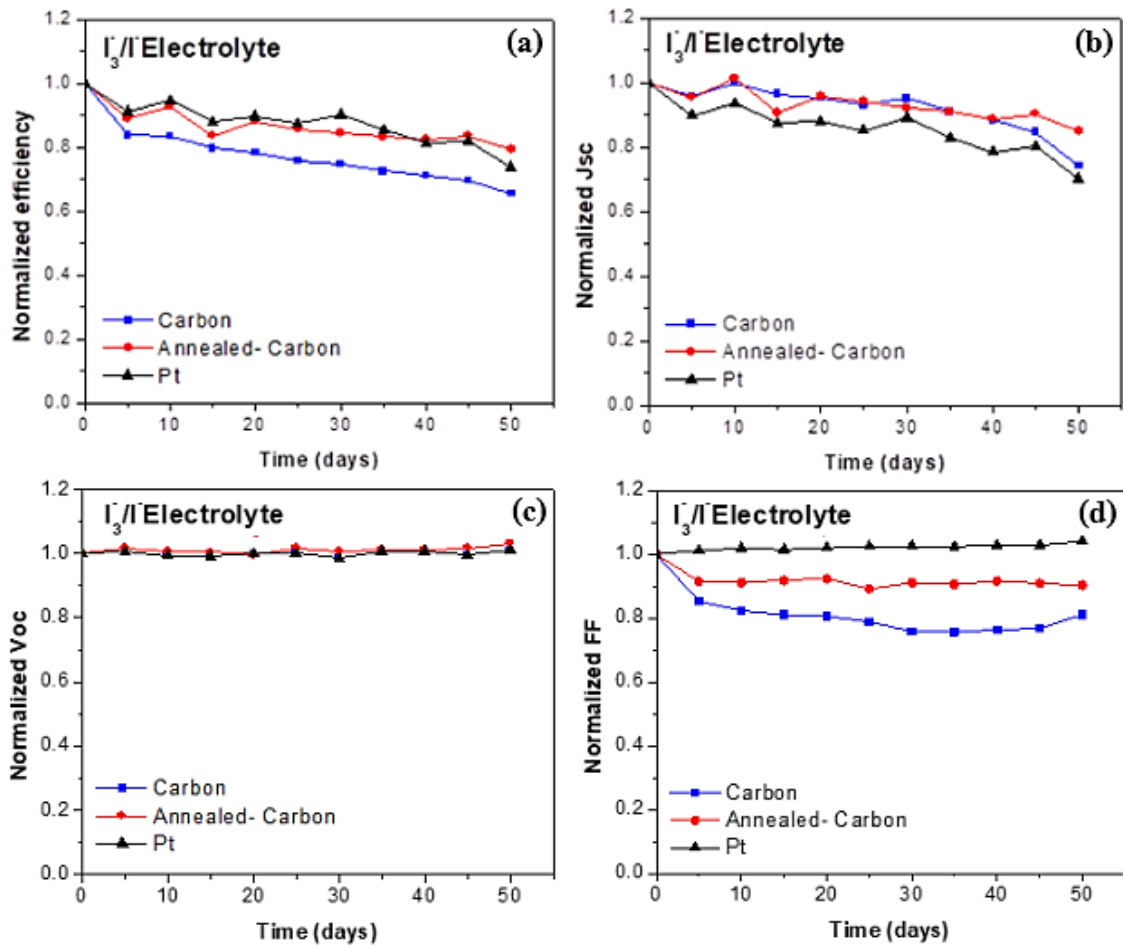 I₃⁻/I⁻Electrolyte (a)
1.2
1.0
0.8
0.6
0.4
0.2
0.0
Normalized efficiency
Carbon
Annealed- Carbon
Pt
0 10 20 30 40 50
Time (days)
I₃⁻/I⁻Electrolyte (b)
1.2
1.0
0.8
0.6
0.4
0.2
0.0
Normalized Jsc
Carbon
Annealed- Carbon
Pt
0 10 20 30 40 50
Time (days)
I₃⁻/I⁻Electrolyte (c)
1.2
1.0
0.8
0.6
0.4
0.2
0.0
Normalized Voc
Carbon
Annealed- Carbon
Pt
0 10 20 30 40 50
Time (days)
I₃⁻/I⁻Electrolyte (d)
1.2
1.0
0.8
0.6
0.4
0.2
0.0
Normalized FF
Carbon
Annealed- Carbon
Pt
0 10 20 30 40 50
Time (days)